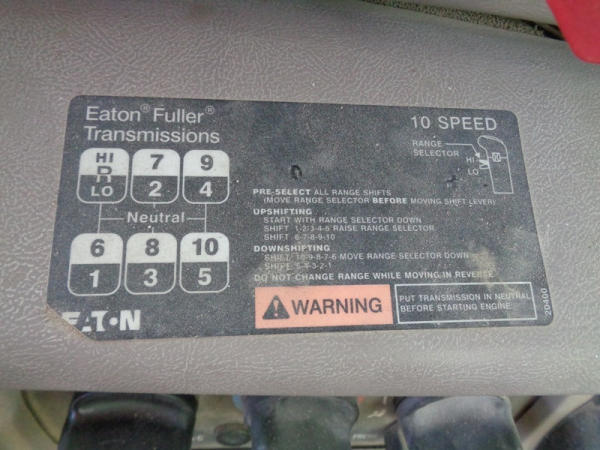 Eaton® Fuller®
Transmissions
10 SPEED
RANGE
SELECTOR
HI
LO
HI 7 9
R
LO 2 4
Neutral
6 8 10
1 3 5
PRE-SELECT ALL RANGE SHIFTS
(MOVE RANGE SELECTOR BEFORE MOVING SHIFT LEVER)
UPSHIFTING
START WITH RANGE SELECTOR DOWN
SHIFT 1-2-3-4-5 RAISE RANGE SELECTOR
SHIFT 6-7-8-9-10
DOWNSHIFTING
SHIFT 10-9-8-7-6 MOVE RANGE SELECTOR DOWN
SHIFT 5-4-3-2-1
DO NOT CHANGE RANGE WHILE MOVING IN REVERSE
WARNING
PUT TRANSMISSION IN NEUTRAL
BEFORE STARTING ENGINE
EATON
20400